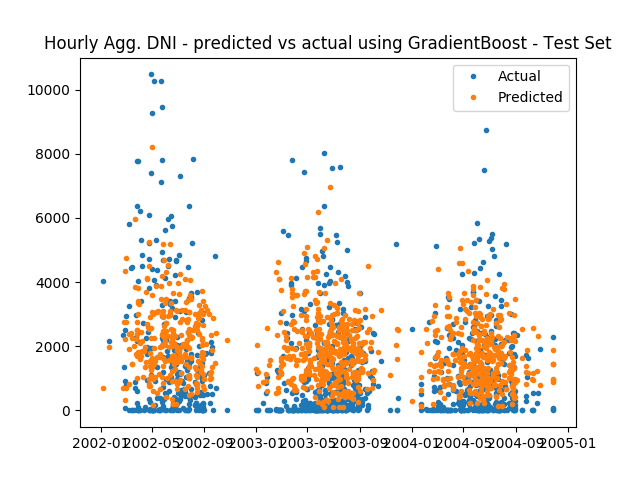 Hourly Agg. DNI - predicted vs actual using GradientBoost - Test Set
Actual
Predicted
10000
8000
6000
4000
2000
0
2002-01 2002-05 2002-09 2003-01 2003-05 2003-09 2004-01 2004-05 2004-09 2005-01